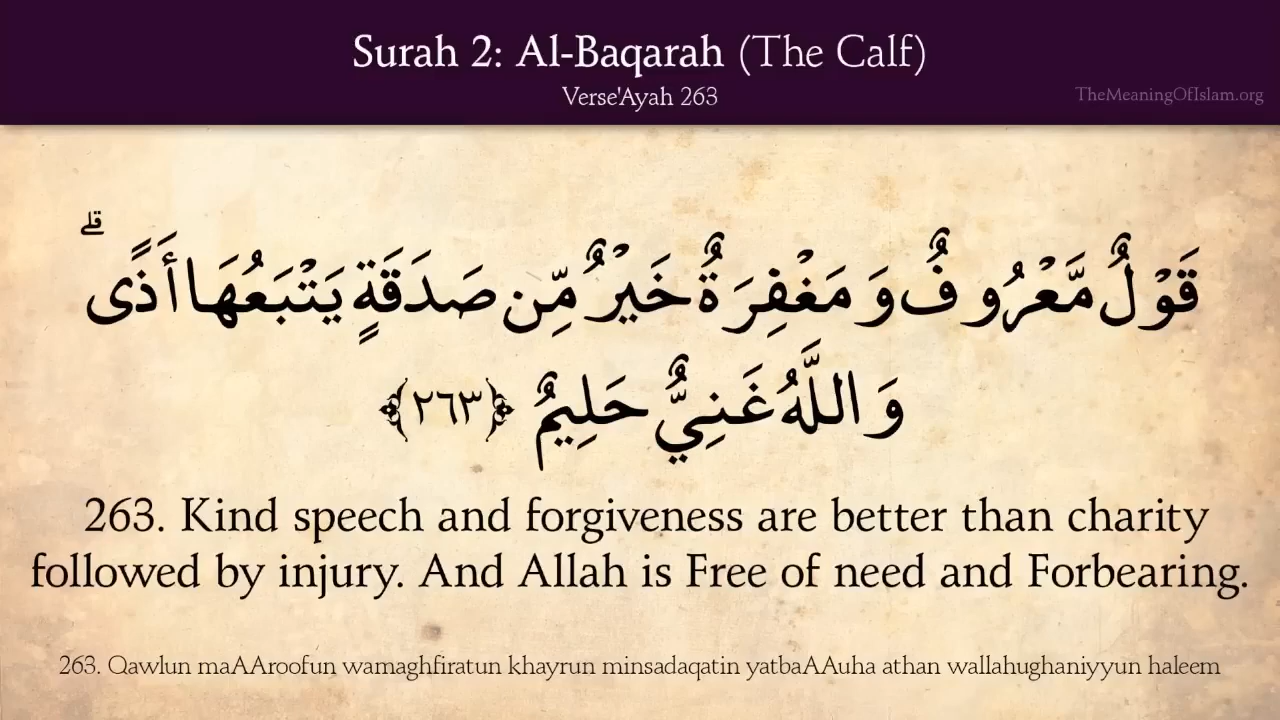 Surah 2: Al-Baqarah (The Calf)
Verse'Ayah 263
TheMeaningOfIslam.org
قَوْلٌ مَّعْرُوفٌ وَمَغْفِرَةٌ خَيْرٌ مِّن صَدَقَةٍ يَتْبَعُهَا أَذًى ۗ
وَاللَّهُ غَنِيٌّ حَلِيمٌ ﴿٢٦٣﴾
263. Kind speech and forgiveness are better than charity
followed by injury. And Allah is Free of need and Forbearing.
263. Qawlun maAAroofun wamaghfiratun khayrun minsadaqatin yatbaAAuha athan wallahughaniyyun haleem